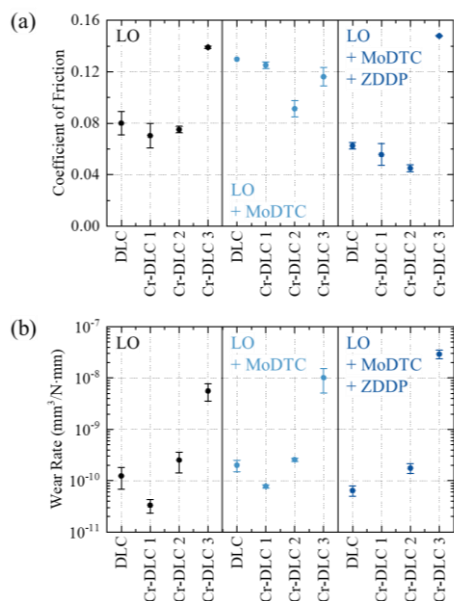 (a)
0.16
0.12
0.08
0.04
0.00
Coefficient of Friction
LO
LO
+ MoDTC
LO
+ MoDTC
+ ZDDP
DLC
Cr-DLC 1
Cr-DLC 2
Cr-DLC 3
DLC
Cr-DLC 1
Cr-DLC 2
Cr-DLC 3
DLC
Cr-DLC 1
Cr-DLC 2
Cr-DLC 3
(b)
10⁻⁷
10⁻⁸
10⁻⁹
10⁻¹⁰
10⁻¹¹
Wear Rate (mm³/N·mm)
LO
LO
+ MoDTC
LO
+ MoDTC
+ ZDDP
DLC
Cr-DLC 1
Cr-DLC 2
Cr-DLC 3
DLC
Cr-DLC 1
Cr-DLC 2
Cr-DLC 3
DLC
Cr-DLC 1
Cr-DLC 2
Cr-DLC 3